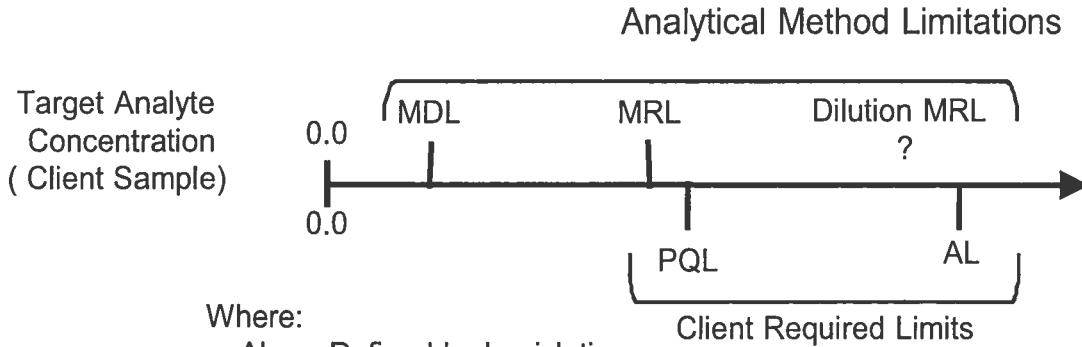 Analytical Method Limitations
Target Analyte
Concentration
( Client Sample)
0.0
MDL
MRL
Dilution MRL
?
0.0
PQL
AL
Client Required Limits
Where: